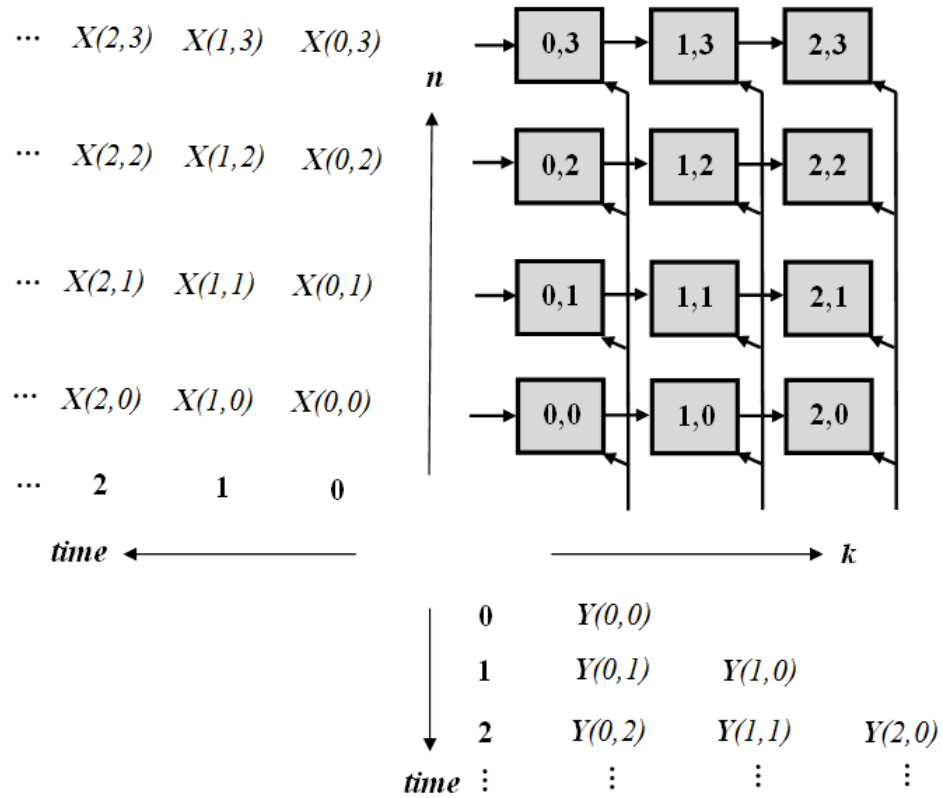 ... X(2,3) X(1,3) X(0,3) 0,3 1,3 2,3
n
... X(2,2) X(1,2) X(0,2) 0,2 1,2 2,2
... X(2,1) X(1,1) X(0,1) 0,1 1,1 2,1
... X(2,0) X(1,0) X(0,0) 0,0 1,0 2,0
... 2 1 0
time k
0 Y(0,0)
1 Y(0,1) Y(1,0)
2 Y(0,2) Y(1,1) Y(2,0)
time ⋮ ⋮ ⋮ ⋮